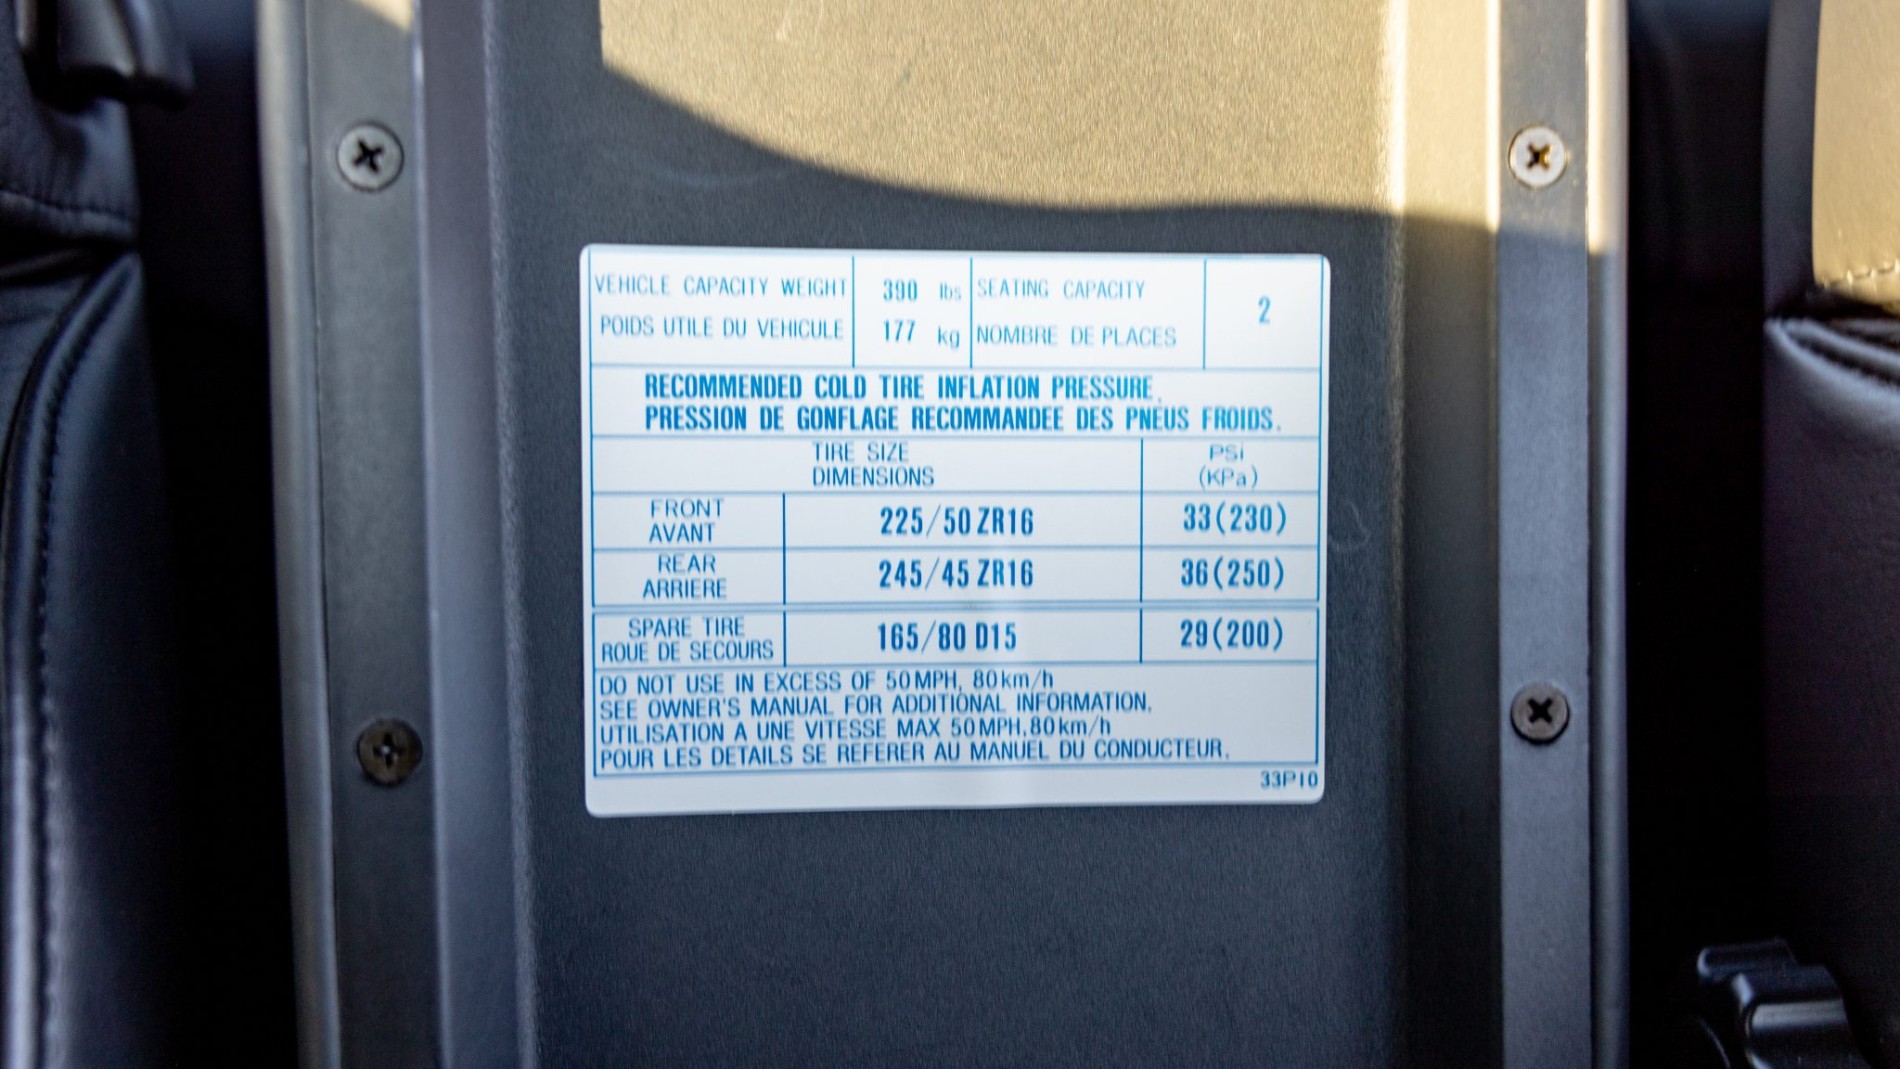 VEHICLE CAPACITY WEIGHT 390 lbs SEATING CAPACITY 2
POIDS UTILE DU VEHICULE 177 kg NOMBRE DE PLACES
RECOMMENDED COLD TIRE INFLATION PRESSURE.
PRESSION DE GONFLAGE RECOMMANDEE DES PNEUS FROIDS.
TIRE SIZE PSi
DIMENSIONS (KPa)
FRONT
AVANT 225/50 ZR16 33(230)
REAR
ARRIERE 245/45 ZR16 36(250)
SPARE TIRE
ROUE DE SECOURS 165/80 D15 29(200)
DO NOT USE IN EXCESS OF 50MPH, 80km/h
SEE OWNER'S MANUAL FOR ADDITIONAL INFORMATION.
UTILISATION A UNE VITESSE MAX 50MPH,80km/h
POUR LES DETAILS SE REFERER AU MANUEL DU CONDUCTEUR.
33P10